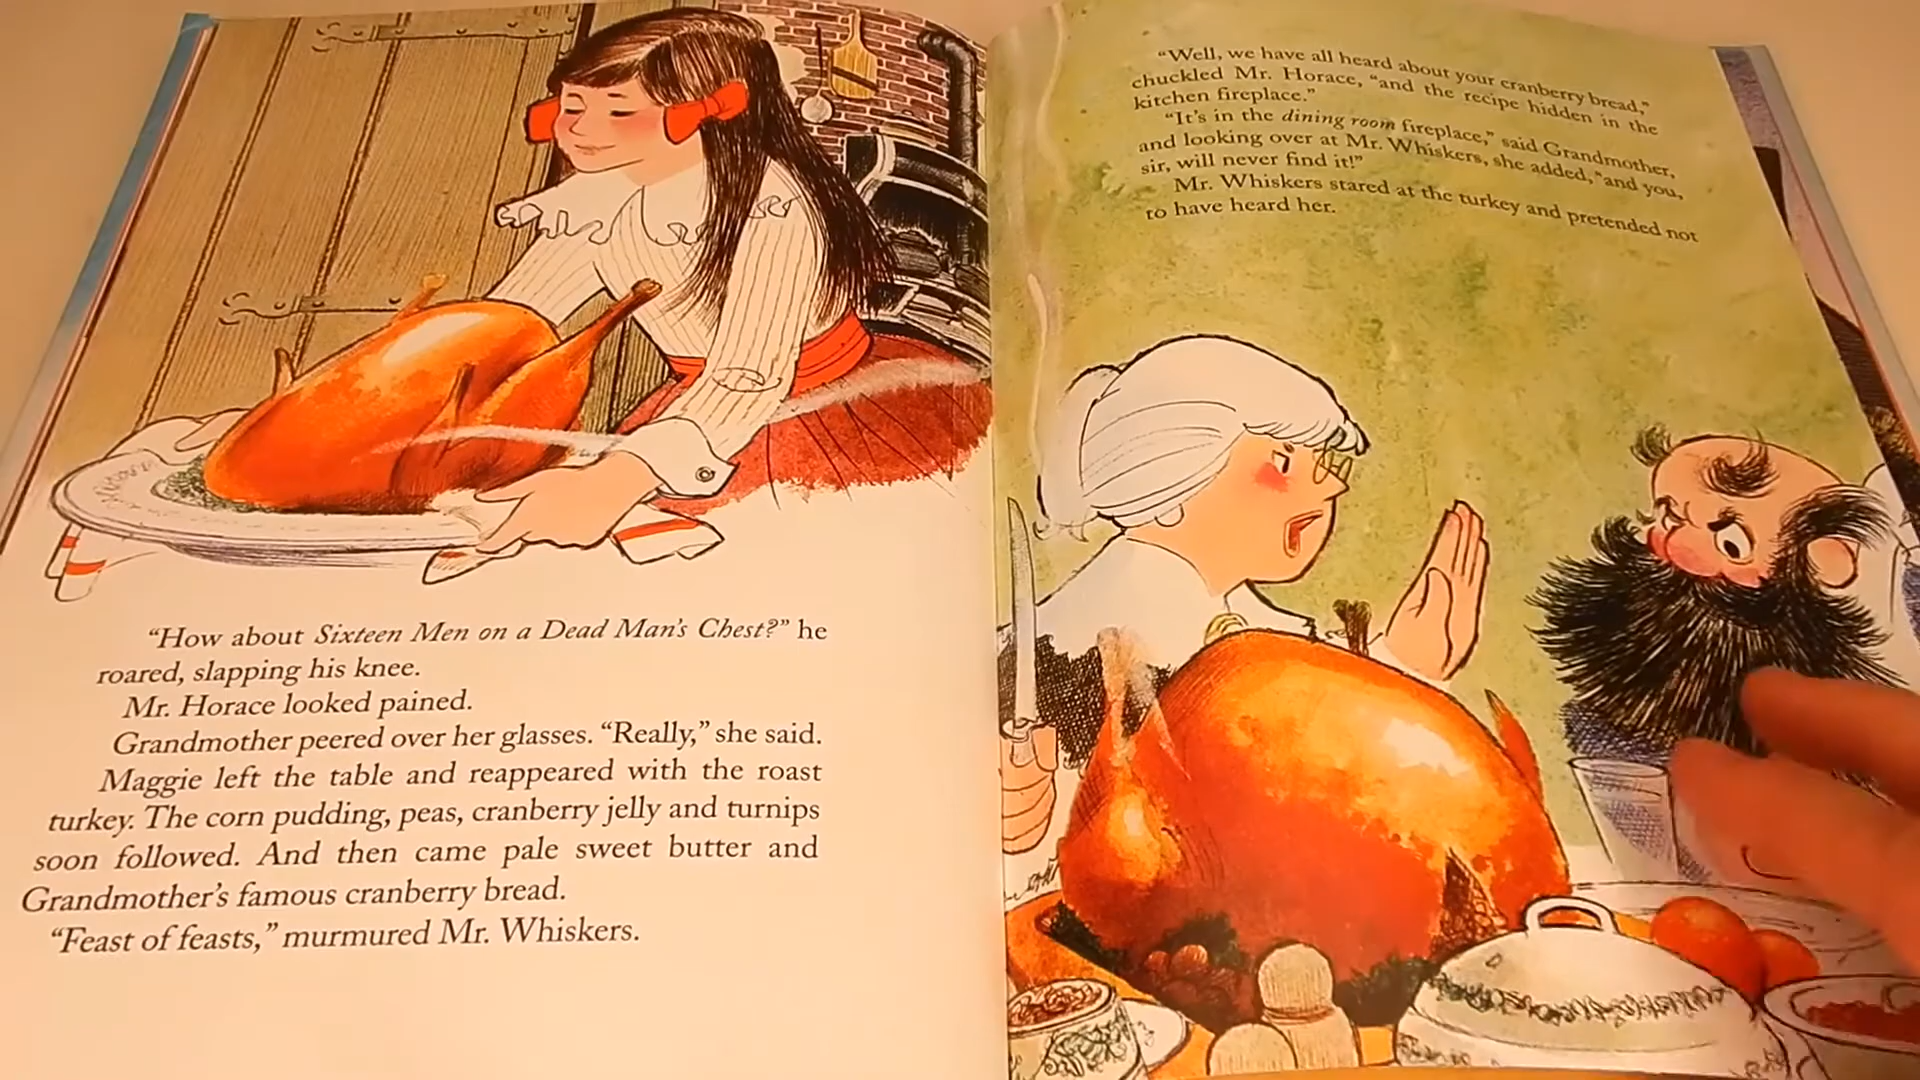 “How about Sixteen Men on a Dead Man’s Chest?” he
roared, slapping his knee.
Mr. Horace looked pained.
Grandmother peered over her glasses. “Really,” she said.
Maggie left the table and reappeared with the roast
turkey. The corn pudding, peas, cranberry jelly and turnips
soon followed. And then came pale sweet butter and
Grandmother’s famous cranberry bread.
“Feast of feasts,” murmured Mr. Whiskers.
“Well, we have all heard about your cranberry bread,”
chuckled Mr. Horace, “and the recipe hidden in the
kitchen fireplace.”
“It’s in the dining room fireplace,” said Grandmother,
and looking over at Mr. Whiskers, she added, “and you,
sir, will never find it!”
Mr. Whiskers stared at the turkey and pretended not
to have heard her.